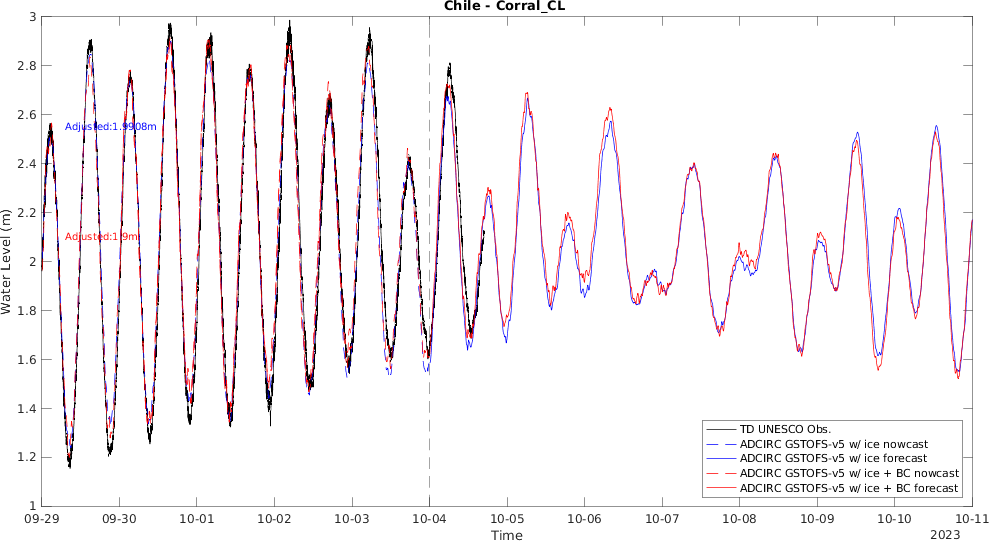 Chile - Corral_CL
3
2.8
2.6
2.4
2.2
2
1.8
1.6
1.4
1.2
1
Water Level (m)
Adjusted:1.9908m
Adjusted:1.9m
TD UNESCO Obs.
ADCIRC GSTOFS-v5 w/ ice nowcast
ADCIRC GSTOFS-v5 w/ ice forecast
ADCIRC GSTOFS-v5 w/ ice + BC nowcast
ADCIRC GSTOFS-v5 w/ ice + BC forecast
09-29 09-30 10-01 10-02 10-03 10-04 10-05 10-06 10-07 10-08 10-09 10-10 10-11
Time
2023